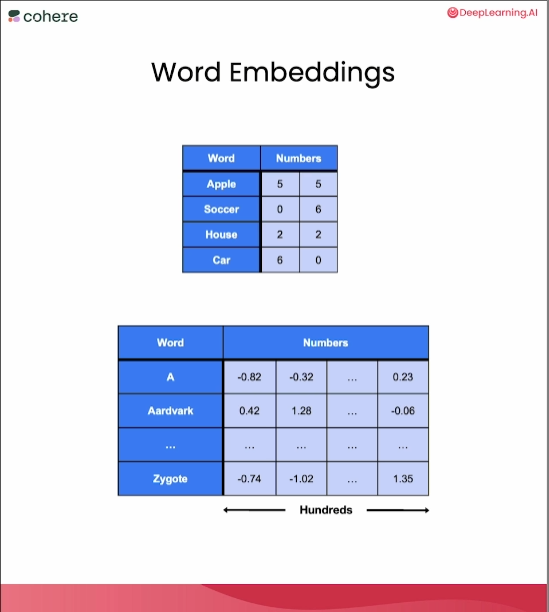 cohere
DeepLearning.AI
Word Embeddings
Word Numbers
Apple 5 5
Soccer 0 6
House 2 2
Car 6 0
Word Numbers
A -0.82 -0.32 ... 0.23
Aardvark 0.42 1.28 ... -0.06
... ... ... ... ...
Zygote -0.74 -1.02 ... 1.35
Hundreds